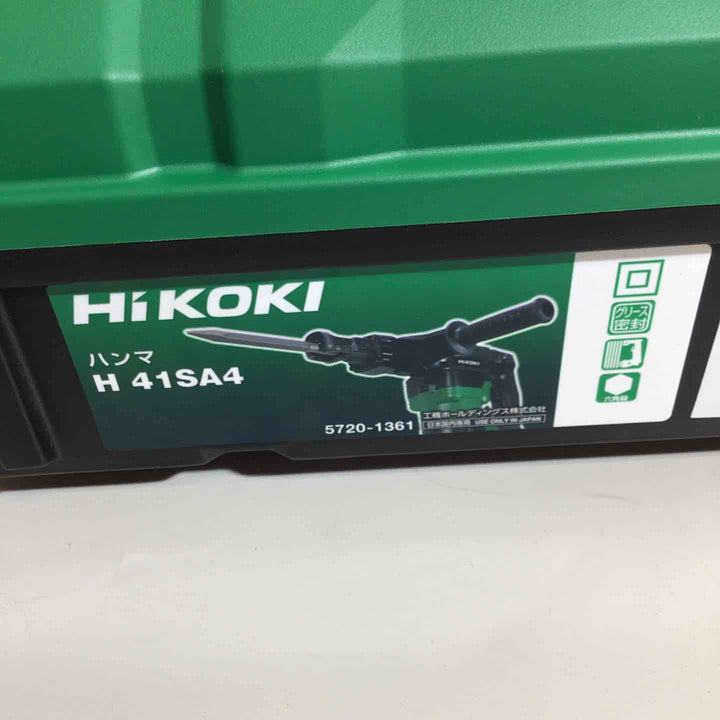 HiKOKI
ハンマ
H 41SA4
HiKOKI
工機ホールディングス株式会社
5720-1361
日本国内専用 USE ONLY IN JAPAN
グリース
密封
六角軸